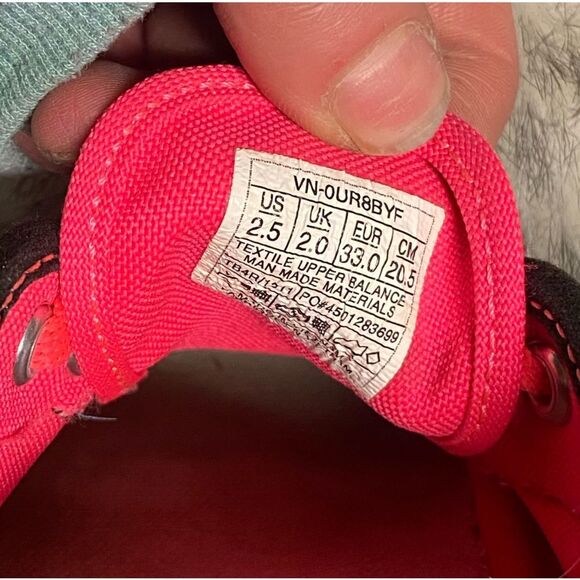 VN-0UR8BYF
US UK EUR CM
2.5 2.0 33.0 20.5
TEXTILE UPPER BALANCE
MAN MADE MATERIALS
PO#4501283699